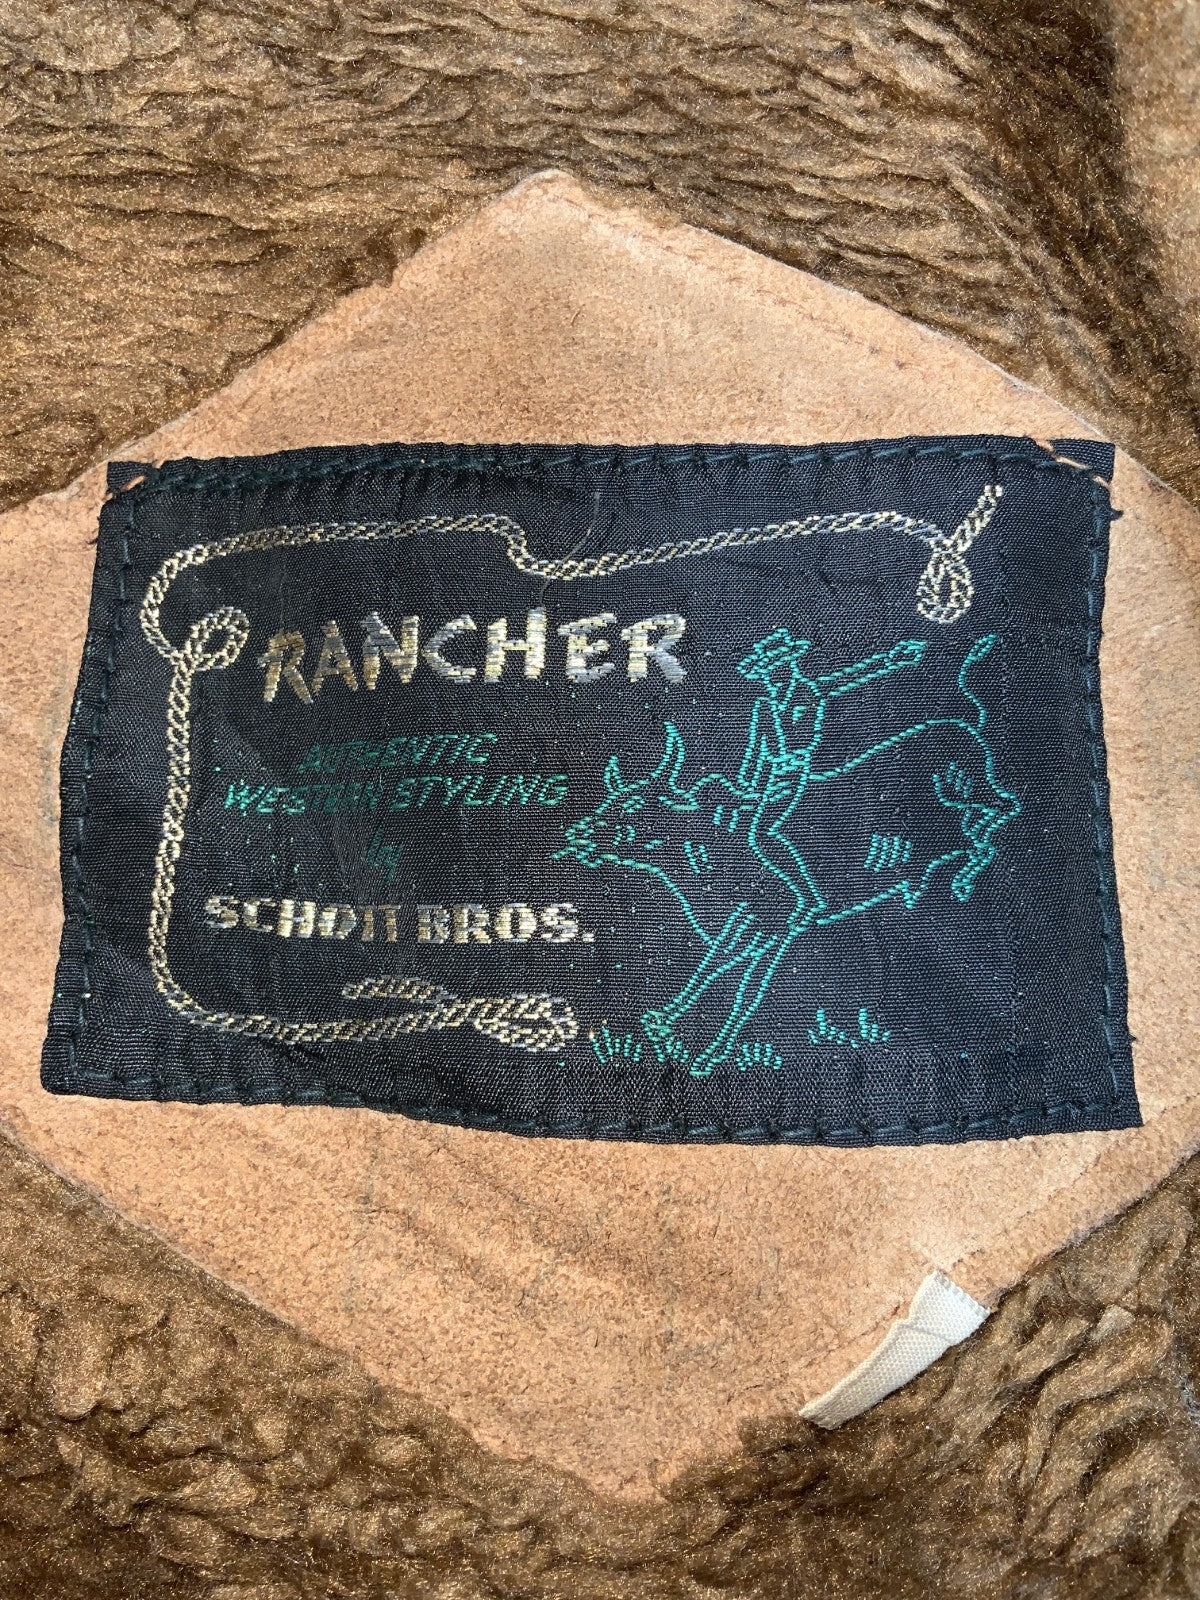 RANCHER
AUTHENTIC
WESTERN STYLING
by
SCHOTT BROS.